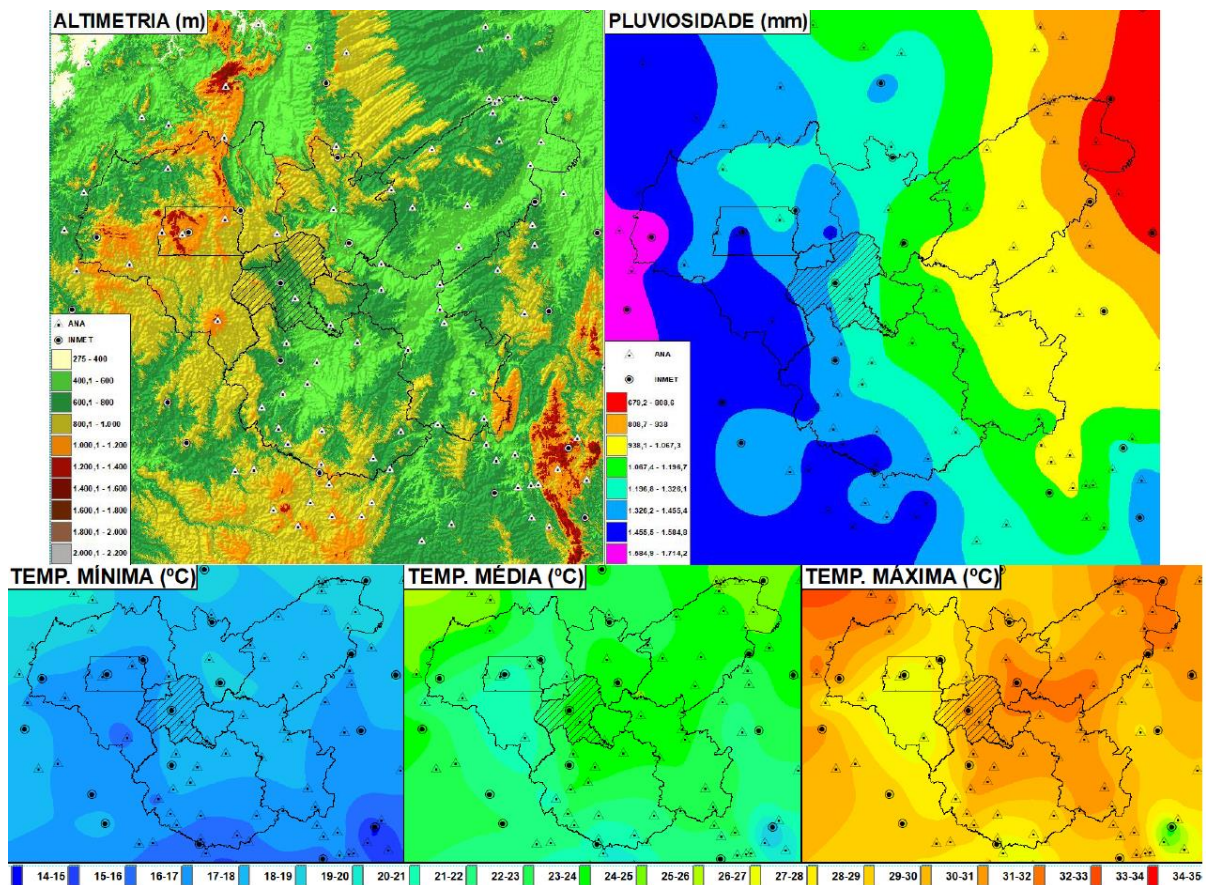 ALTIMETRIA (m)
ANA
INMET
275 - 400
400,1 - 600
600,1 - 800
800,1 - 1.000
1.000,1 - 1.200
1.200,1 - 1.400
1.400,1 - 1.600
1.600,1 - 1.800
1.800,1 - 2.000
2.000,1 - 2.200
PLUVIOSIDADE (mm)
ANA
INMET
679,2 - 808,6
808,7 - 938
938,1 - 1.067,3
1.067,4 - 1.196,7
1.196,8 - 1.326,1
1.326,2 - 1.455,4
1.455,5 - 1.584,8
1.584,9 - 1.714,2
TEMP. MÍNIMA (ºC)
TEMP. MÉDIA (ºC)
TEMP. MÁXIMA (ºC)
14-15 15-16 16-17 17-18 18-19 19-20 20-21 21-22 22-23 23-24 24-25 25-26 26-27 27-28 28-29 29-30 30-31 31-32 32-33 33-34 34-35